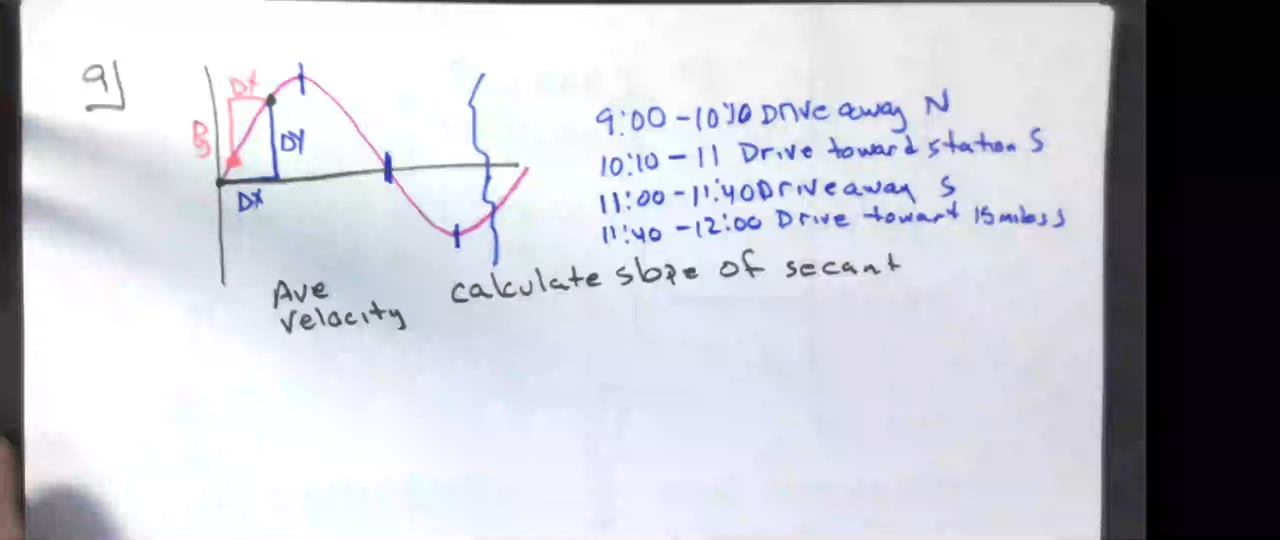 9)
DX
DY
DX
9:00 - 10:10 Drive away N
10:10 - 11 Drive toward station S
11:00 - 11:40 Drive away S
11:40 - 12:00 Drive toward 15 miles S
Ave velocity
calculate slope of secant